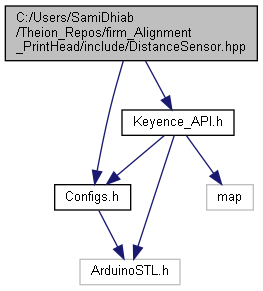 C:/Users/SamiDhiab
/Theion_Repos/firm_Alignment
_PrintHead/include/DistanceSensor.hpp
Keyence_API.h
Configs.h
map
ArduinoSTL.h